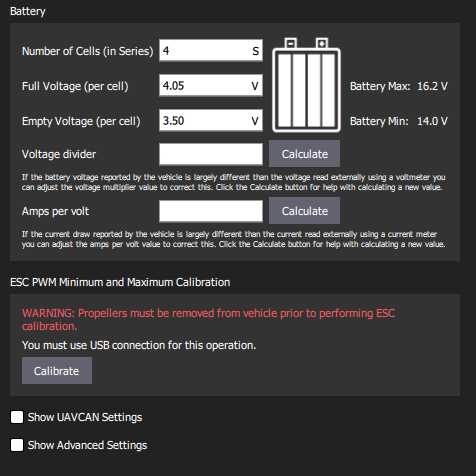 Battery
Number of Cells (in Series) 4 S
Full Voltage (per cell) 4.05 V Battery Max: 16.2 V
Empty Voltage (per cell) 3.50 V Battery Min: 14.0 V
Voltage divider Calculate
If the battery voltage reported by the vehicle is largely different than the voltage read externally using a voltmeter you
can adjust the voltage multiplier value to correct this. Click the Calculate button for help with calculating a new value.
Amps per volt Calculate
If the current draw reported by the vehicle is largely different than the current read externally using a current meter
you can adjust the amps per volt value to correct this. Click the Calculate button for help with calculating a new value.
ESC PWM Minimum and Maximum Calibration
WARNING: Propellers must be removed from vehicle prior to performing ESC
calibration.
You must use USB connection for this operation.
Calibrate
Show UAVCAN Settings
Show Advanced Settings